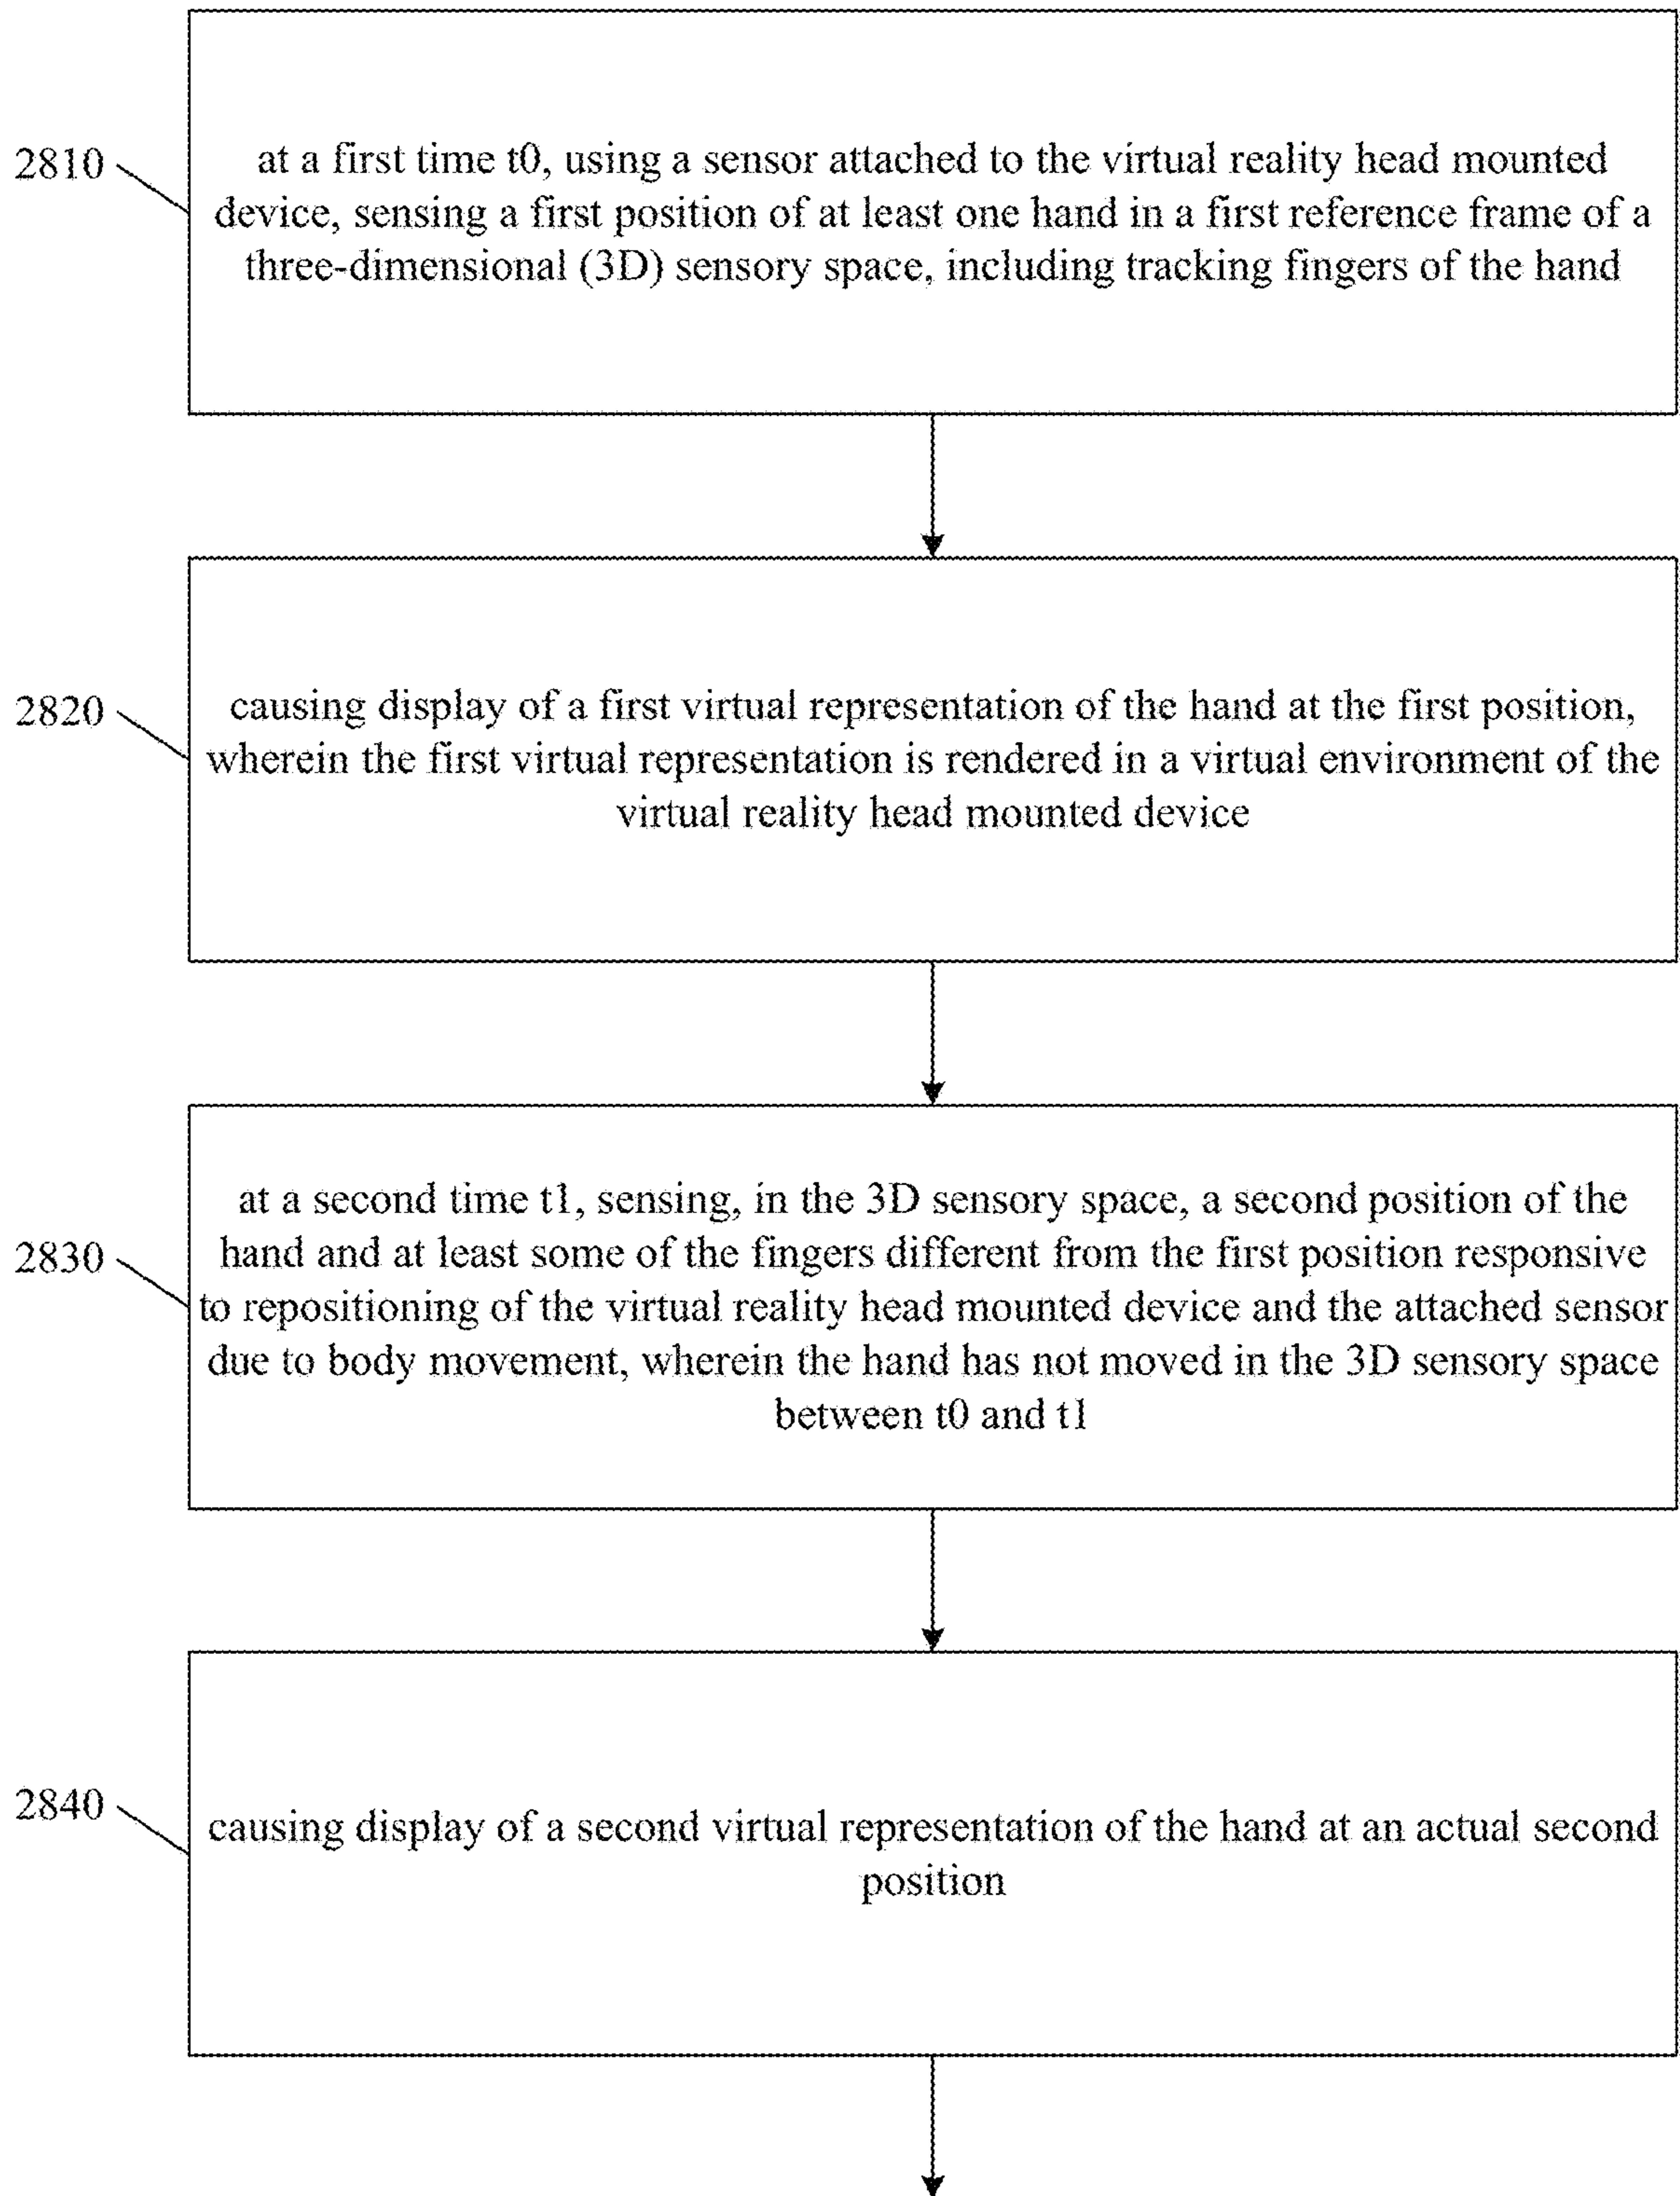 2810
at a first time t0, using a sensor attached to the virtual reality head mounted
device, sensing a first position of at least one hand in a first reference frame of a
three-dimensional (3D) sensory space, including tracking fingers of the hand
2820
causing display of a first virtual representation of the hand at the first position,
wherein the first virtual representation is rendered in a virtual environment of the
virtual reality head mounted device
2830
at a second time t1, sensing, in the 3D sensory space, a second position of the
hand and at least some of the fingers different from the first position responsive
to repositioning of the virtual reality head mounted device and the attached sensor
due to body movement, wherein the hand has not moved in the 3D sensory space
between t0 and t1
2840
causing display of a second virtual representation of the hand at an actual second
position